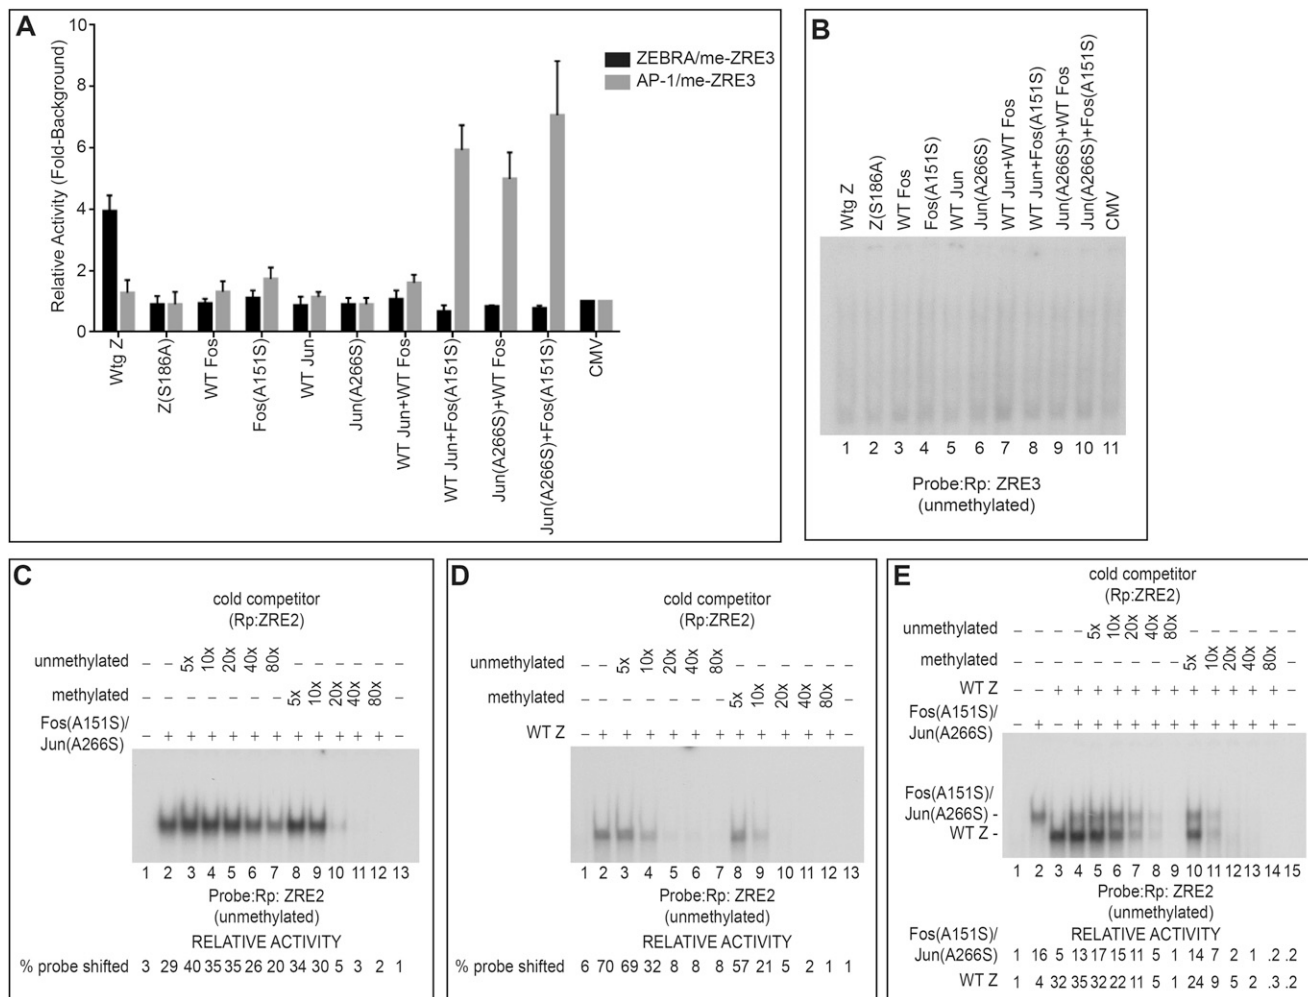 A
10
8
6
4
2
0
Relative Activity (Fold-Background)
ZEBRA/me-ZRE3
AP-1/me-ZRE3
Wtg Z
Z(S186A)
WT Fos
Fos(A151S)
WT Jun
Jun(A266S)
WT Jun+WT Fos
WT Jun+Fos(A151S)
Jun(A266S)+WT Fos
Jun(A266S)+Fos(A151S)
CMV
B
Wtg Z
Z(S186A)
WT Fos
Fos(A151S)
WT Jun
Jun(A266S)
WT Jun+WT Fos
WT Jun+Fos(A151S)
Jun(A266S)+WT Fos
Jun(A266S)+Fos(A151S)
CMV
1 2 3 4 5 6 7 8 9 10 11
Probe:Rp: ZRE3
(unmethylated)
C
cold competitor
(Rp:ZRE2)
unmethylated – – 5x 10x 20x 40x 80x – – – – – –
methylated – – – – – – – 5x 10x 20x 40x 80x –
Fos(A151S)/
Jun(A266S) – + + + + + + + + + + + –
1 2 3 4 5 6 7 8 9 10 11 12 13
Probe:Rp: ZRE2
(unmethylated)
RELATIVE ACTIVITY
% probe shifted 3 29 40 35 35 26 20 34 30 5 3 2 1
D
cold competitor
(Rp:ZRE2)
unmethylated – – 5x 10x 20x 40x 80x – – – – – –
methylated – – – – – – – 5x 10x 20x 40x 80x –
WT Z – + + + + + + + + + + + –
1 2 3 4 5 6 7 8 9 10 11 12 13
Probe:Rp: ZRE2
(unmethylated)
RELATIVE ACTIVITY
% probe shifted 6 70 69 32 8 8 8 57 21 5 2 1 1
E
cold competitor
(Rp:ZRE2)
unmethylated – – – – 5x 10x 20x 40x 80x – – – – – –
methylated – – – – – – – – – 5x 10x 20x 40x 80x –
WT Z – – + + + + + + + + + + + + –
Fos(A151S)/
Jun(A266S) – + – + + + + + + + + + + + –
Fos(A151S)/
Jun(A266S) -
WT Z -
1 2 3 4 5 6 7 8 9 10 11 12 13 14 15
Probe:Rp: ZRE2
(unmethylated)
RELATIVE ACTIVITY
Fos(A151S)/
Jun(A266S) 1 16 5 13 17 15 11 5 1 14 7 2 1 .2 .2
WT Z 1 4 32 35 32 22 11 5 1 24 9 5 2 .3 .2